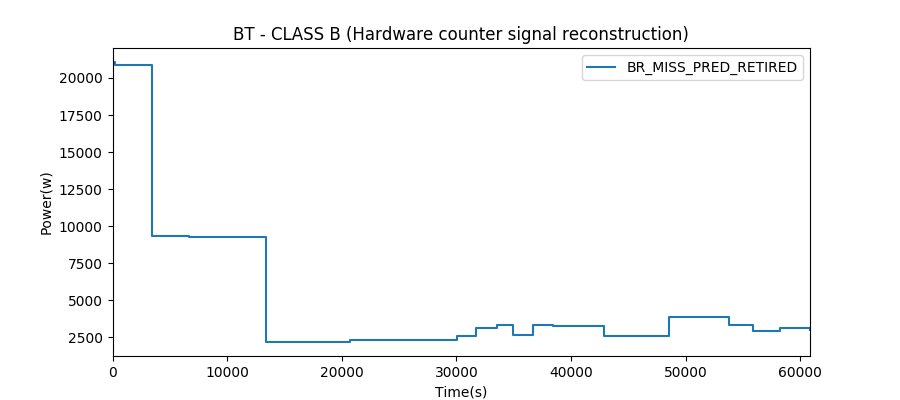 BT - CLASS B (Hardware counter signal reconstruction)
BR_MISS_PRED_RETIRED
Power(w)
20000
17500
15000
12500
10000
7500
5000
2500
0 10000 20000 30000 40000 50000 60000
Time(s)